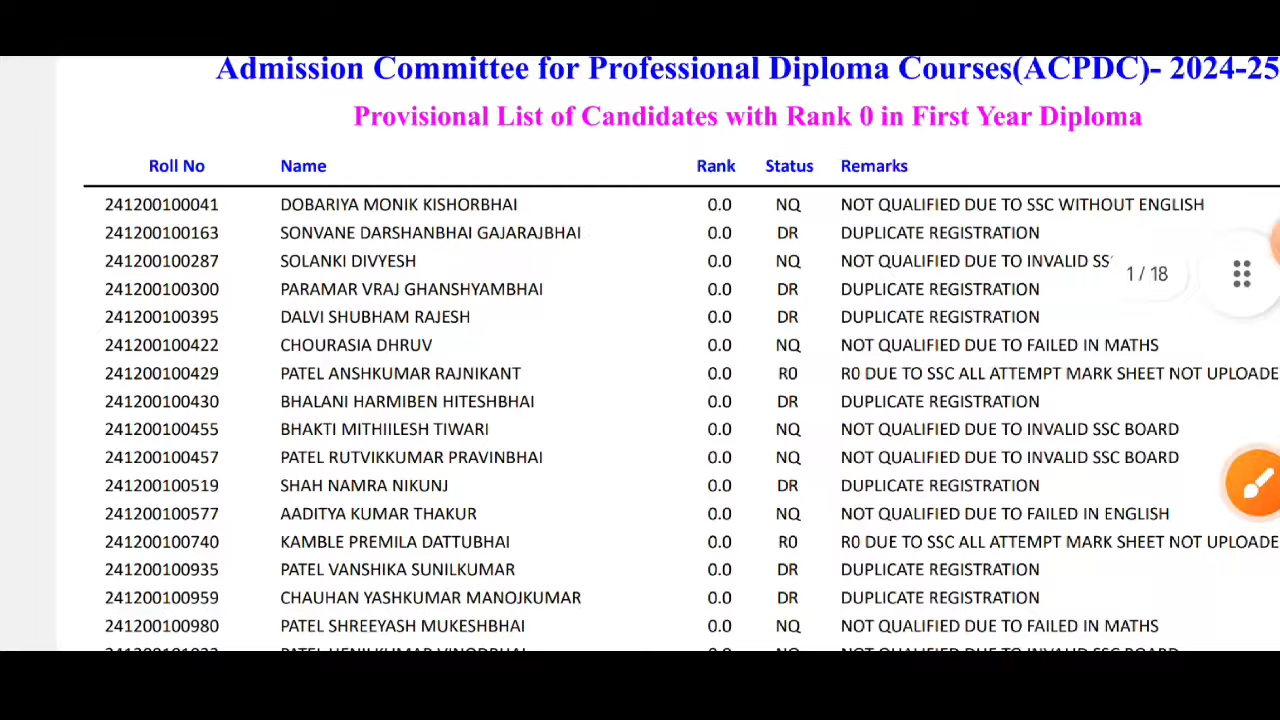 Admission Committee for Professional Diploma Courses(ACPDC)- 2024-25
Provisional List of Candidates with Rank 0 in First Year Diploma
Roll No Name Rank Status Remarks
241200100041 DOBARIYA MONIK KISHORBHAI 0.0 NQ NOT QUALIFIED DUE TO SSC WITHOUT ENGLISH
241200100163 SONVANE DARSHANBHAI GAJARAJBHAI 0.0 DR DUPLICATE REGISTRATION
241200100287 SOLANKI DIVYESH 0.0 NQ NOT QUALIFIED DUE TO INVALID SS
1 / 18
241200100300 PARAMAR VRAJ GHANSHYAMBHAI 0.0 DR DUPLICATE REGISTRATION
241200100395 DALVI SHUBHAM RAJESH 0.0 DR DUPLICATE REGISTRATION
241200100422 CHOURASIA DHRUV 0.0 NQ NOT QUALIFIED DUE TO FAILED IN MATHS
241200100429 PATEL ANSHKUMAR RAJNIKANT 0.0 R0 R0 DUE TO SSC ALL ATTEMPT MARK SHEET NOT UPLOADE
241200100430 BHALANI HARMIBEN HITESHBHAI 0.0 DR DUPLICATE REGISTRATION
241200100455 BHAKTI MITHIILESH TIWARI 0.0 NQ NOT QUALIFIED DUE TO INVALID SSC BOARD
241200100457 PATEL RUTVIKKUMAR PRAVINBHAI 0.0 NQ NOT QUALIFIED DUE TO INVALID SSC BOARD
241200100519 SHAH NAMRA NIKUNJ 0.0 DR DUPLICATE REGISTRATION
241200100577 AADITYA KUMAR THAKUR 0.0 NQ NOT QUALIFIED DUE TO FAILED IN ENGLISH
241200100740 KAMBLE PREMILA DATTUBHAI 0.0 R0 R0 DUE TO SSC ALL ATTEMPT MARK SHEET NOT UPLOADE
241200100935 PATEL VANSHIKA SUNILKUMAR 0.0 DR DUPLICATE REGISTRATION
241200100959 CHAUHAN YASHKUMAR MANOJKUMAR 0.0 DR DUPLICATE REGISTRATION
241200100980 PATEL SHREEYASH MUKESHBHAI 0.0 NQ NOT QUALIFIED DUE TO FAILED IN MATHS